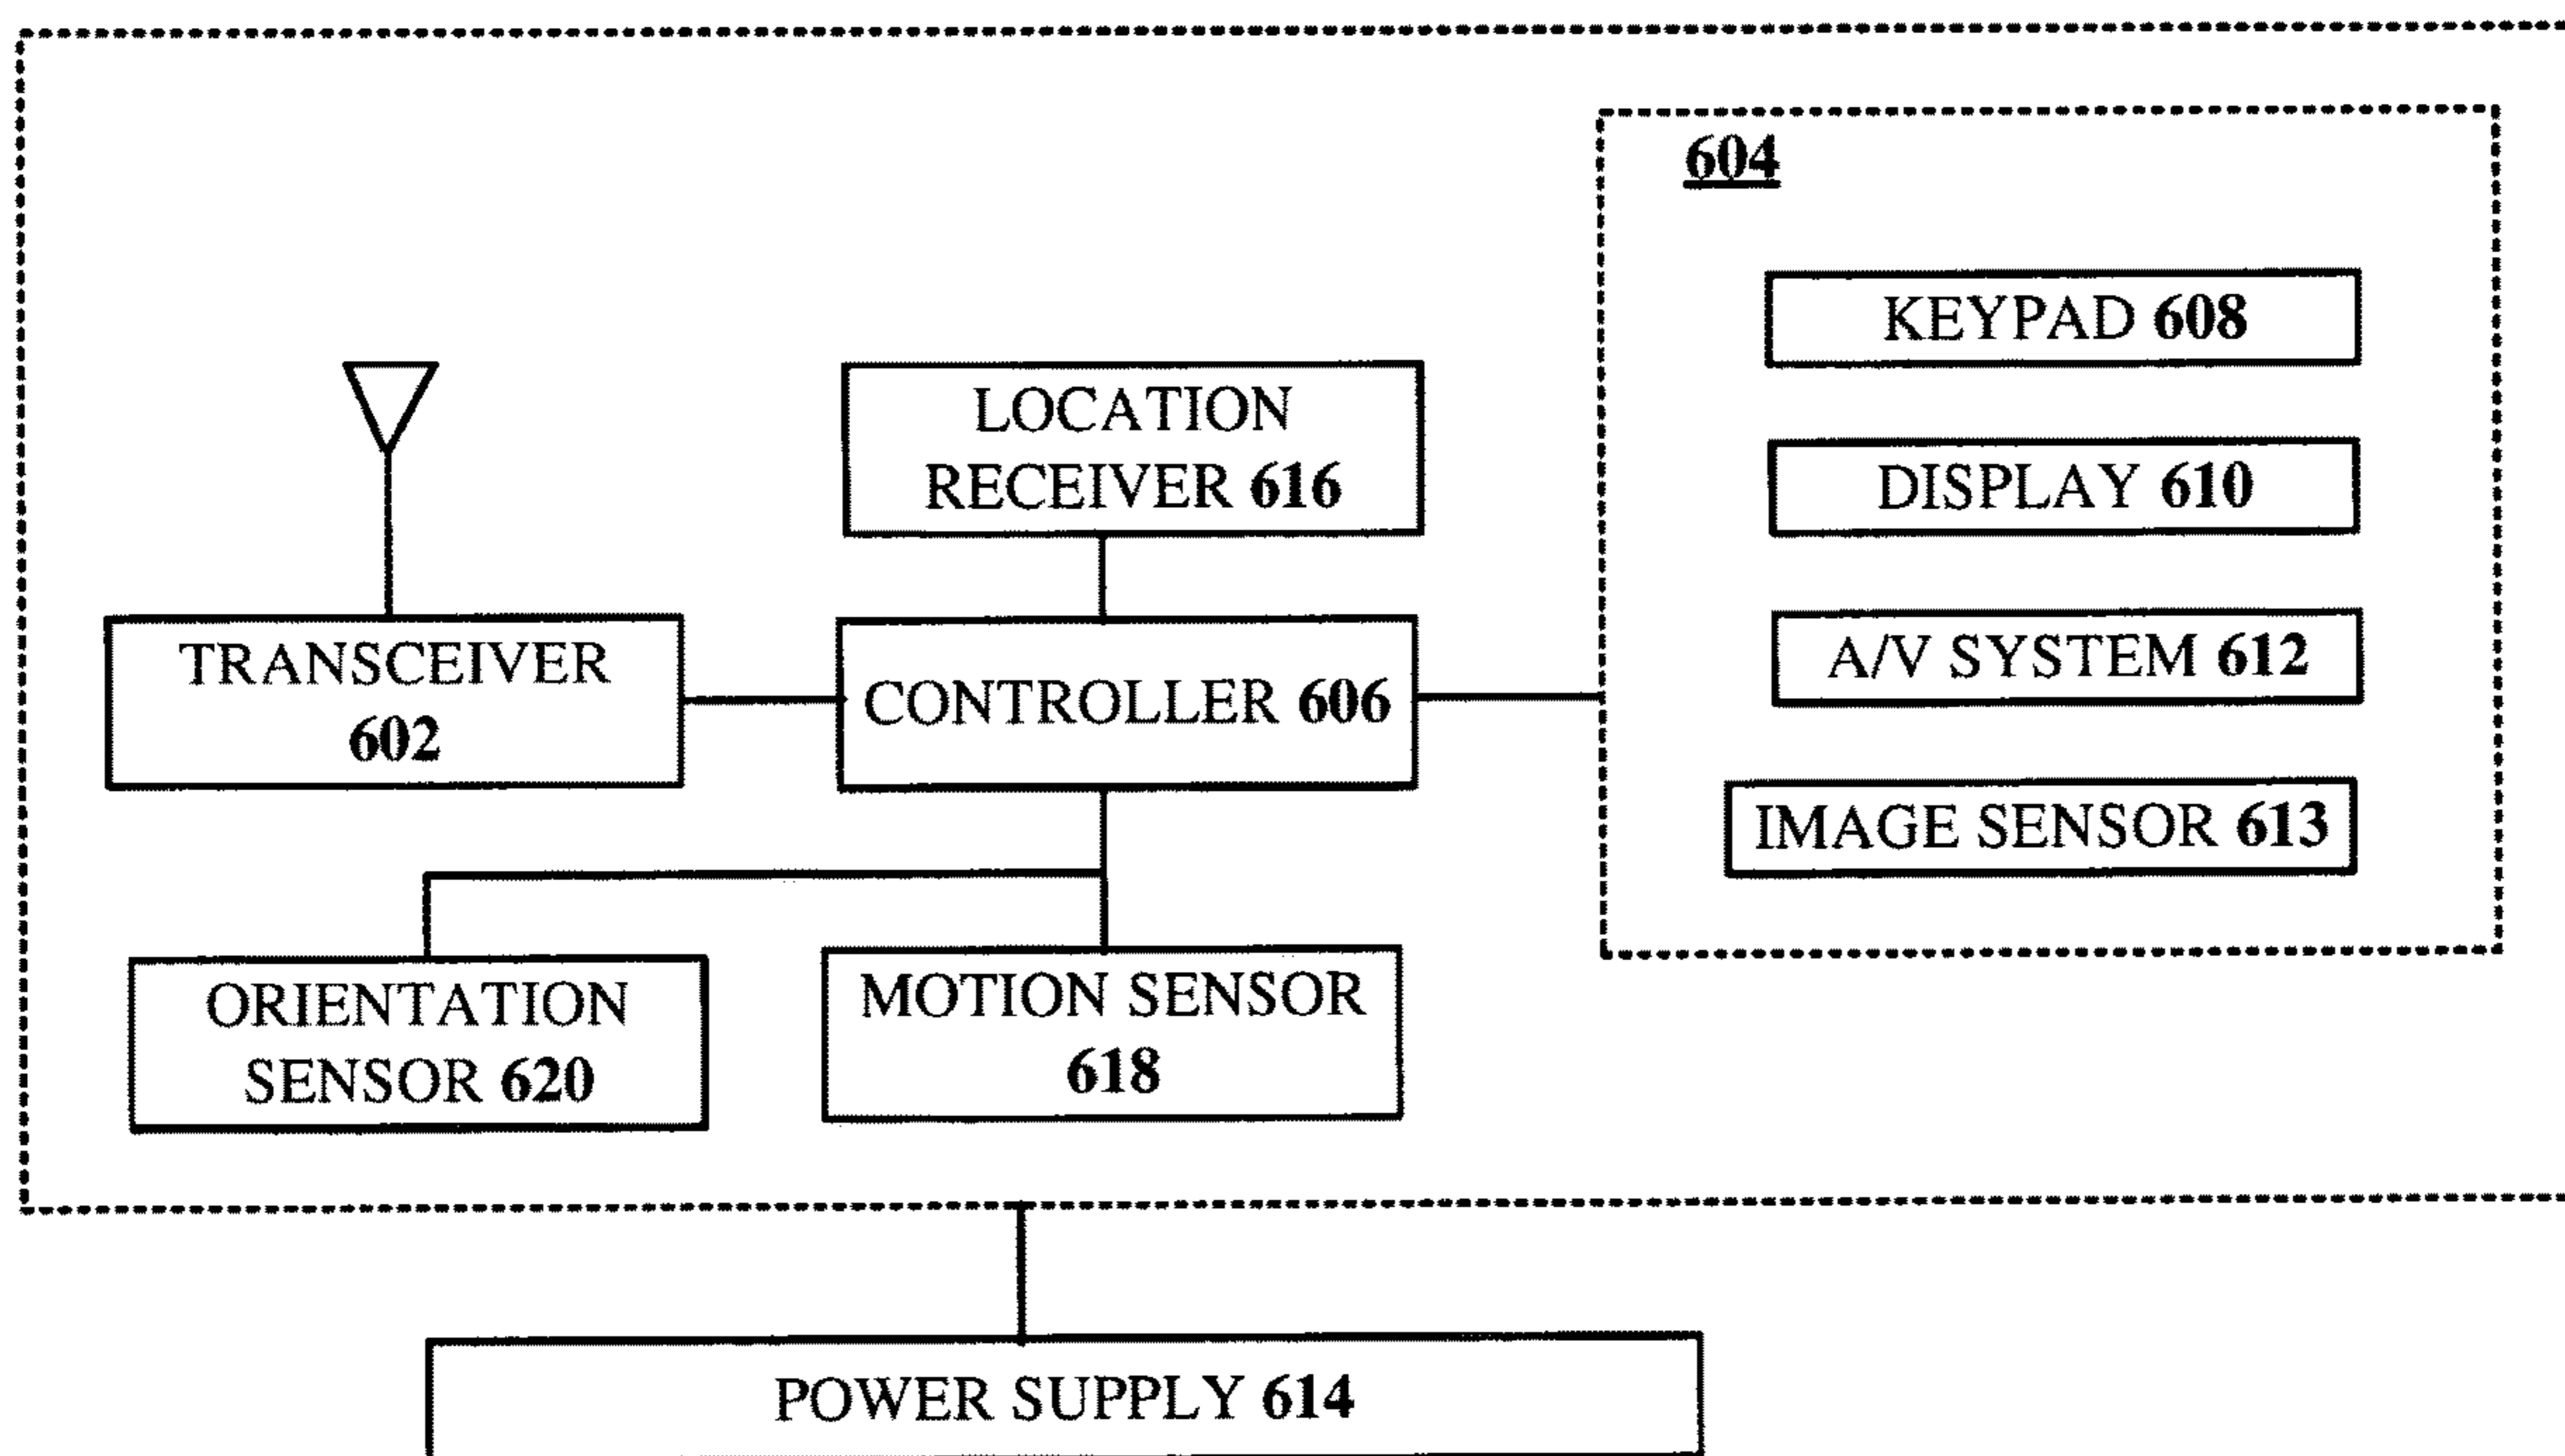 604
KEYPAD 608
DISPLAY 610
A/V SYSTEM 612
IMAGE SENSOR 613
LOCATION
RECEIVER 616
TRANSCEIVER
602
CONTROLLER 606
ORIENTATION
SENSOR 620
MOTION SENSOR
618
POWER SUPPLY 614